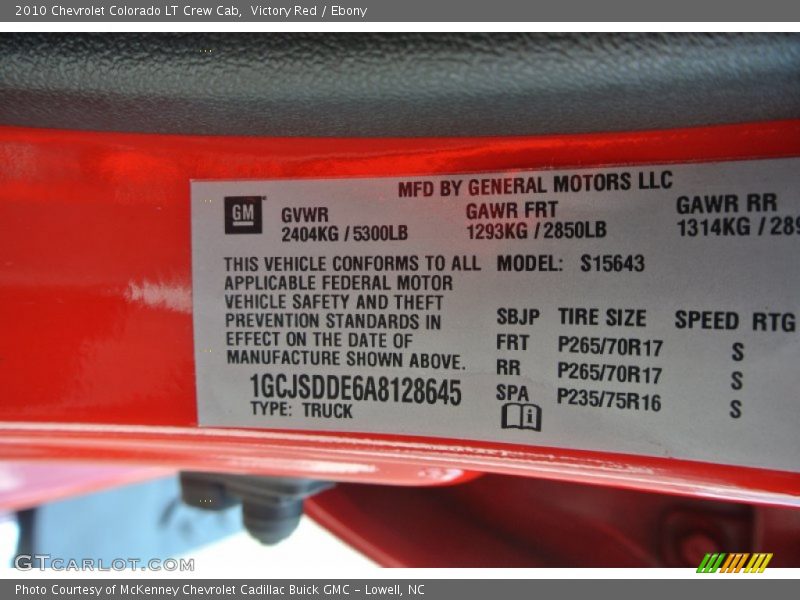 2010 Chevrolet Colorado LT Crew Cab, Victory Red / Ebony
MFD BY GENERAL MOTORS LLC
GM
GVWR GAWR FRT GAWR RR
2404KG / 5300LB 1293KG / 2850LB 1314KG / 289
THIS VEHICLE CONFORMS TO ALL MODEL: S15643
APPLICABLE FEDERAL MOTOR
VEHICLE SAFETY AND THEFT
PREVENTION STANDARDS IN
EFFECT ON THE DATE OF
MANUFACTURE SHOWN ABOVE.
SBJP TIRE SIZE SPEED RTG
FRT P265/70R17 S
RR P265/70R17 S
SPA P235/75R16 S
1GCJSDDE6A8128645
TYPE: TRUCK
GTCARLOT.COM
Photo Courtesy of McKenney Chevrolet Cadillac Buick GMC – Lowell, NC